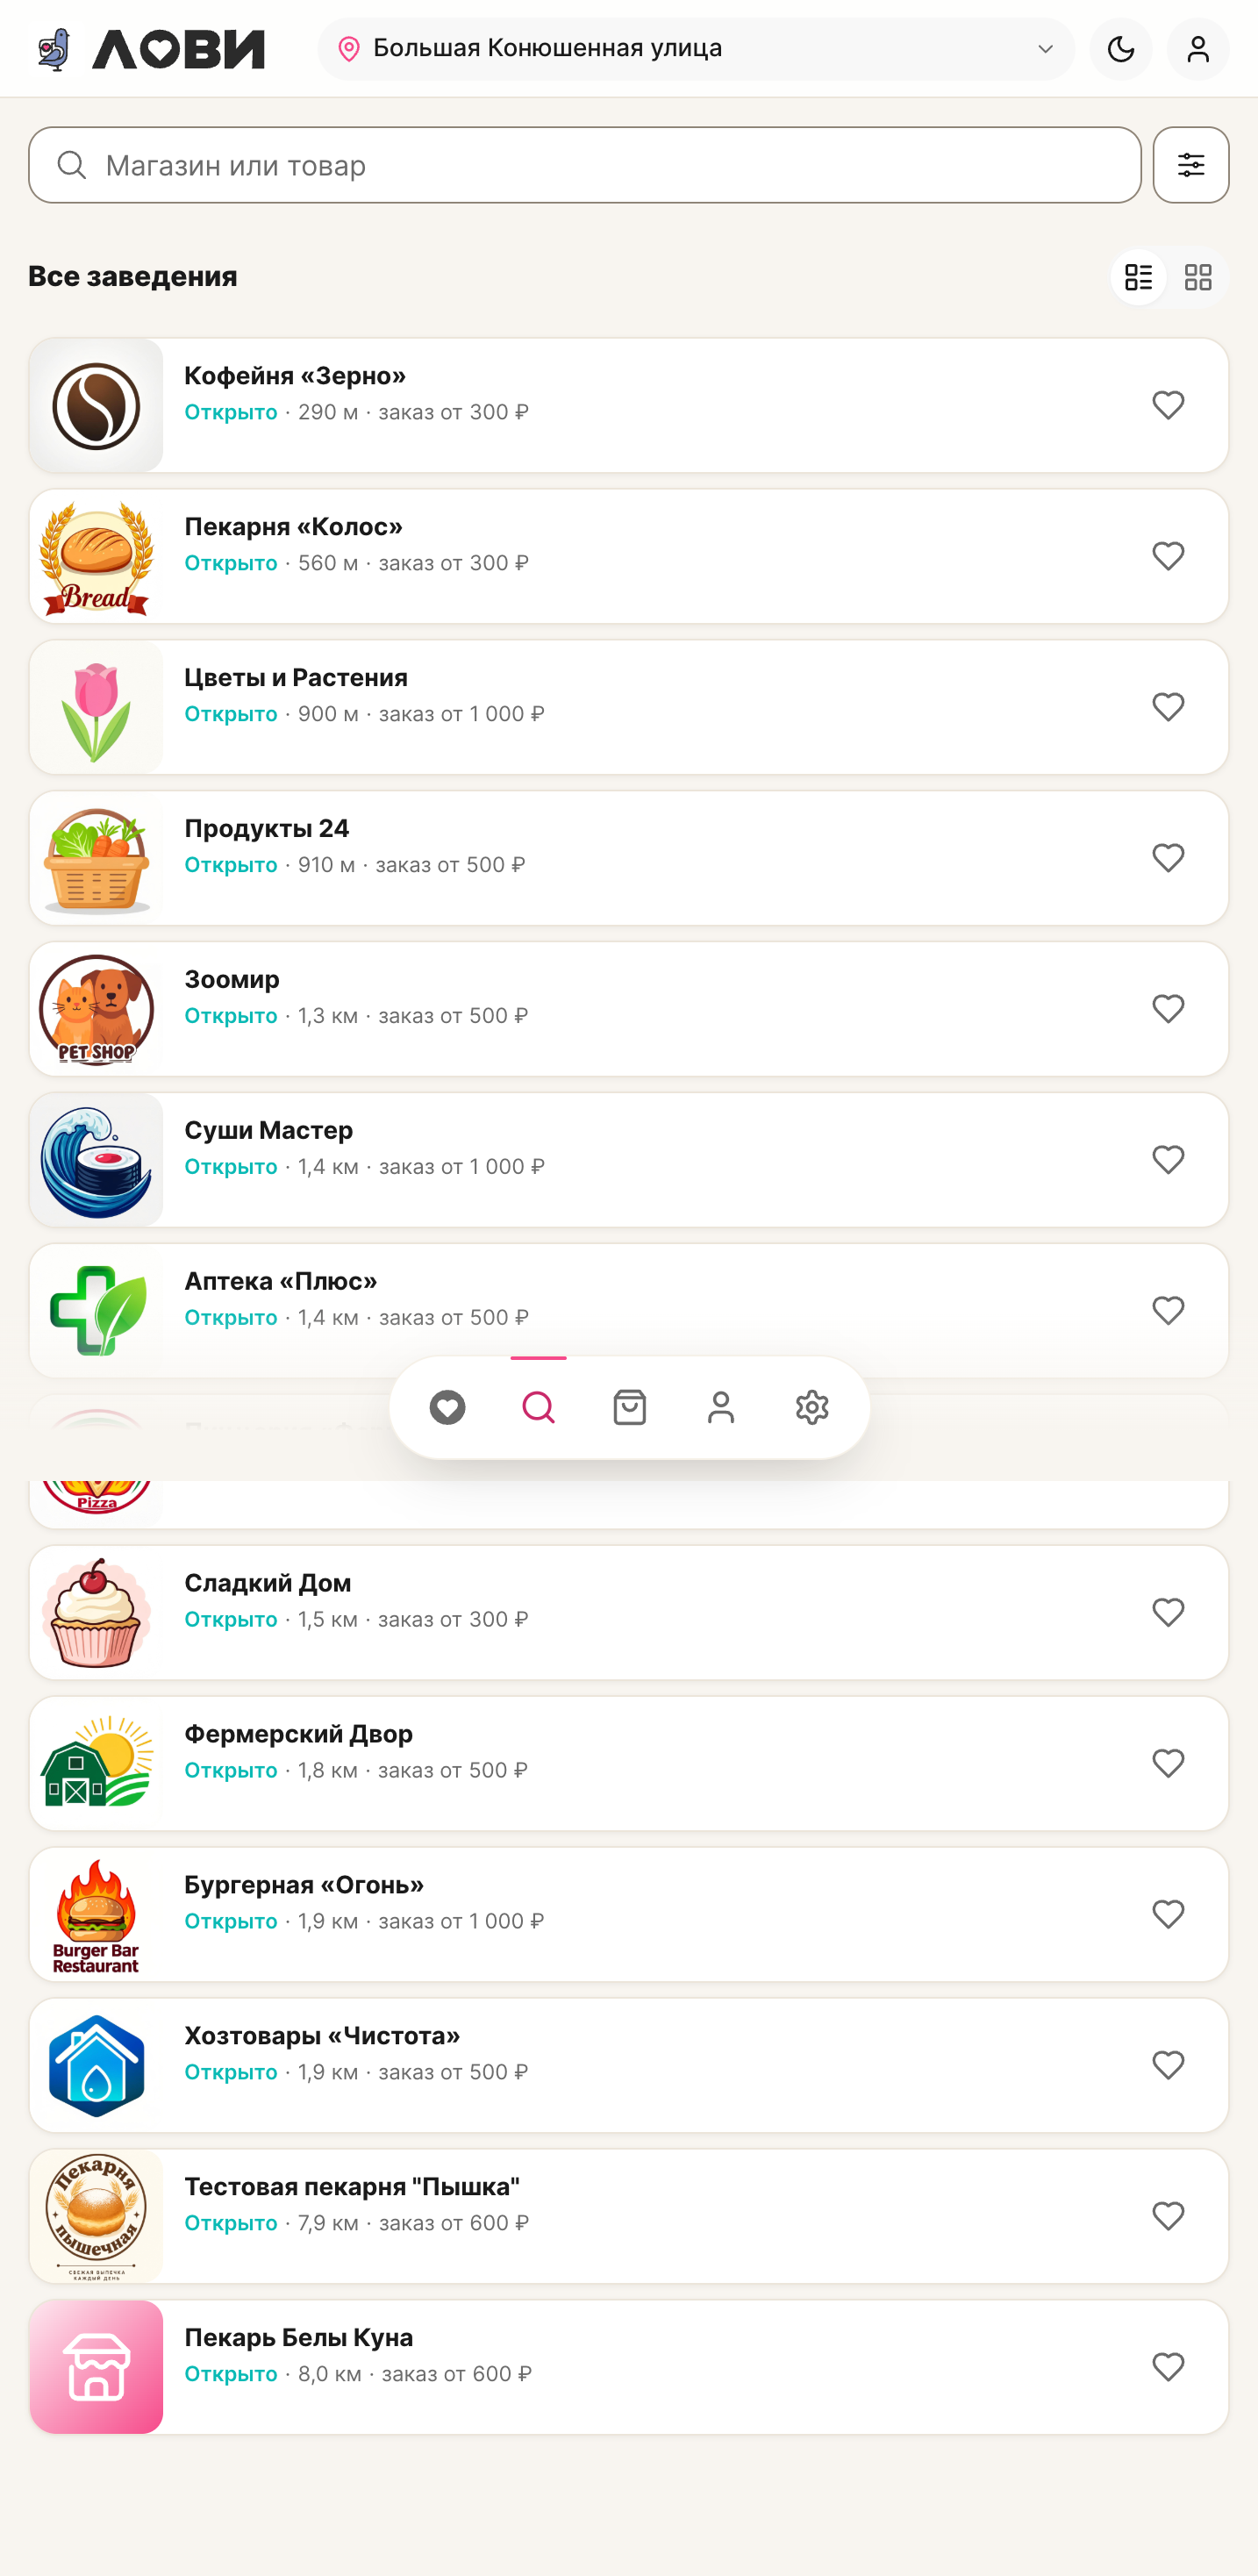 ЛОВИ
Большая Конюшенная улица
Магазин или товар
Все заведения
Кофейня «Зерно»
Открыто · 290 м · заказ от 300 ₽
Bread
Пекарня «Колос»
Открыто · 560 м · заказ от 300 ₽
Цветы и Растения
Открыто · 900 м · заказ от 1 000 ₽
Продукты 24
Открыто · 910 м · заказ от 500 ₽
PET SHOP
Зоомир
Открыто · 1,3 км · заказ от 500 ₽
Суши Мастер
Открыто · 1,4 км · заказ от 1 000 ₽
Аптека «Плюс»
Открыто · 1,4 км · заказ от 500 ₽
Pizza
Сладкий Дом
Открыто · 1,5 км · заказ от 300 ₽
Фермерский Двор
Открыто · 1,8 км · заказ от 500 ₽
Burger Bar
Restaurant
Бургерная «Огонь»
Открыто · 1,9 км · заказ от 1 000 ₽
Хозтовары «Чистота»
Открыто · 1,9 км · заказ от 500 ₽
Пекарня
пышечная
СВЕЖАЯ ВЫПЕЧКА
КАЖДЫЙ ДЕНЬ
Тестовая пекарня "Пышка"
Открыто · 7,9 км · заказ от 600 ₽
Пекарь Белы Куна
Открыто · 8,0 км · заказ от 600 ₽